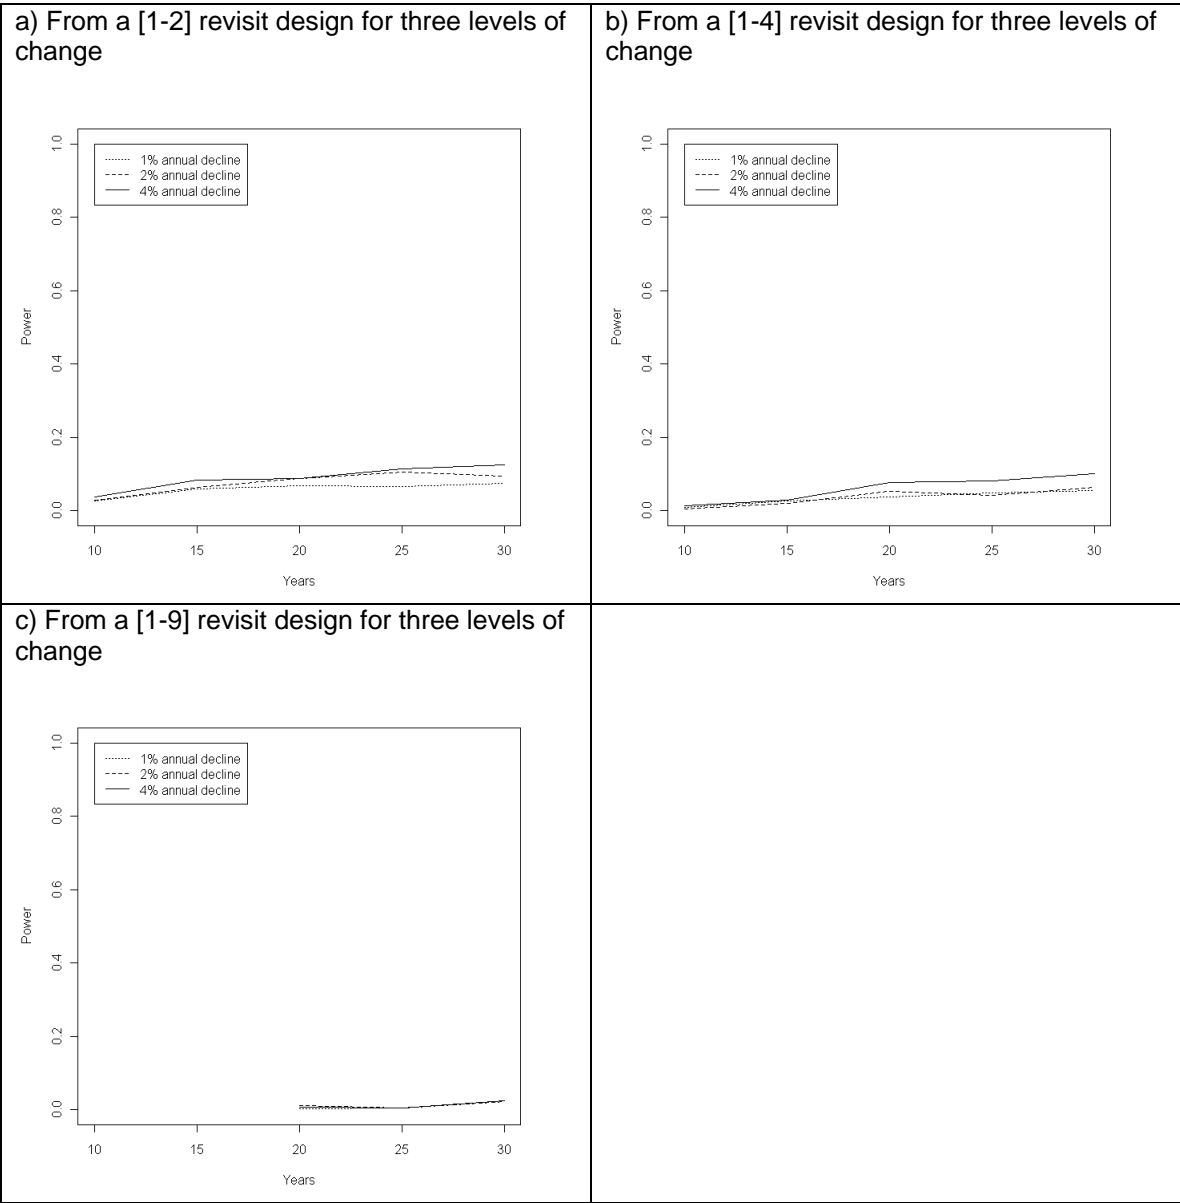 a) From a [1-2] revisit design for three levels of
change
1.0
0.8
0.6
0.4
0.2
0.0
Power
1% annual decline
2% annual decline
4% annual decline
10 15 20 25 30
Years
b) From a [1-4] revisit design for three levels of
change
1.0
0.8
0.6
0.4
0.2
0.0
Power
1% annual decline
2% annual decline
4% annual decline
10 15 20 25 30
Years
c) From a [1-9] revisit design for three levels of
change
1.0
0.8
0.6
0.4
0.2
0.0
Power
1% annual decline
2% annual decline
4% annual decline
10 15 20 25 30
Years